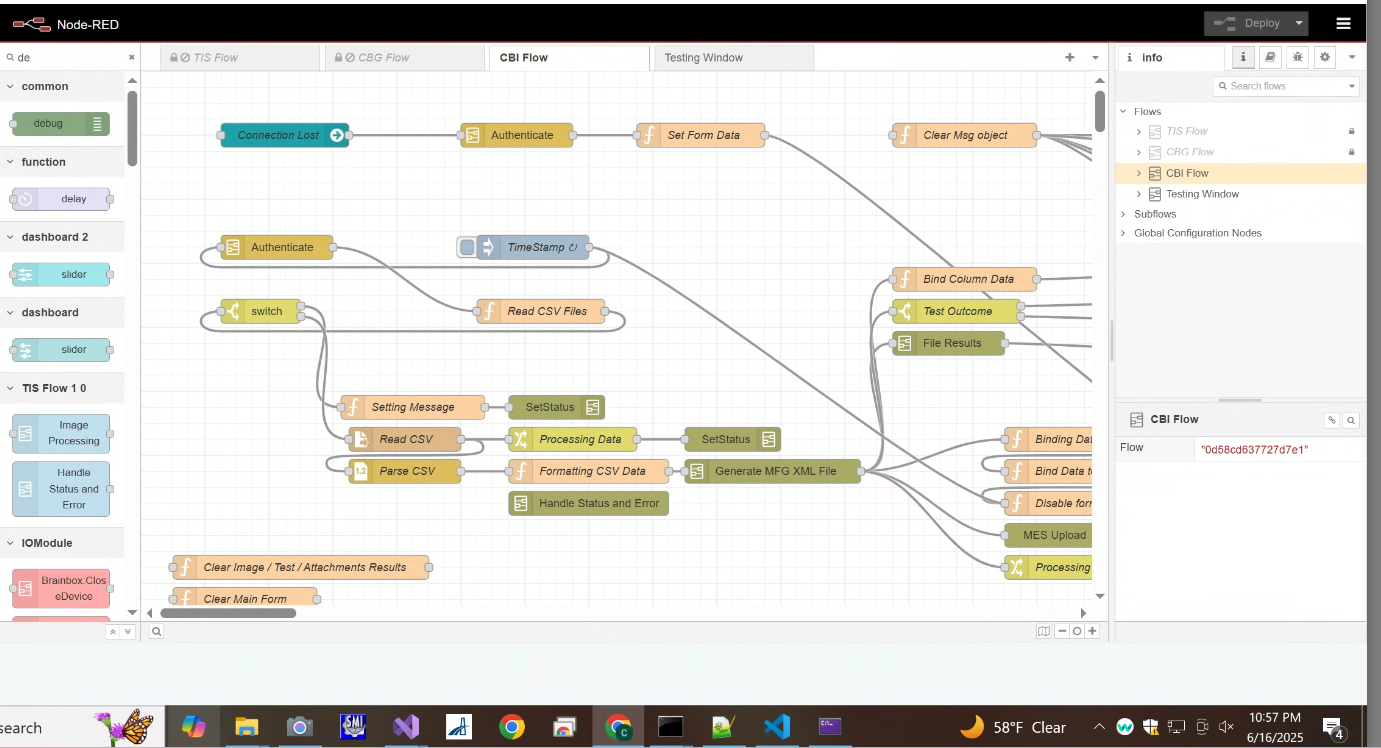 Node-RED
Deploy
de
TIS Flow
CBG Flow
CBI Flow
Testing Window
info
Search flows
common
debug
function
delay
dashboard 2
slider
dashboard
slider
TIS Flow 1 0
Image
Processing
Handle
Status and
Error
IOModule
Brainbox:Clos
eDevice
Connection Lost
Authenticate
Set Form Data
Clear Msg object
Authenticate
TimeStamp ↻
Bind Column Data
switch
Read CSV Files
Test Outcome
File Results
Setting Message
SetStatus
Read CSV
Processing Data
SetStatus
Binding Dat
1,2
Parse CSV
Formatting CSV Data
Generate MFG XML File
Bind Data t
Handle Status and Error
Disable forr
MES Upload
Clear Image / Test / Attachments Results
Processing
Clear Main Form
Flows
TIS Flow
CBG Flow
CBI Flow
Testing Window
Subflows
Global Configuration Nodes
CBI Flow
Flow
"0d58cd637727d7e1"
search
SMI
58°F Clear
10:57 PM
6/16/2025
4